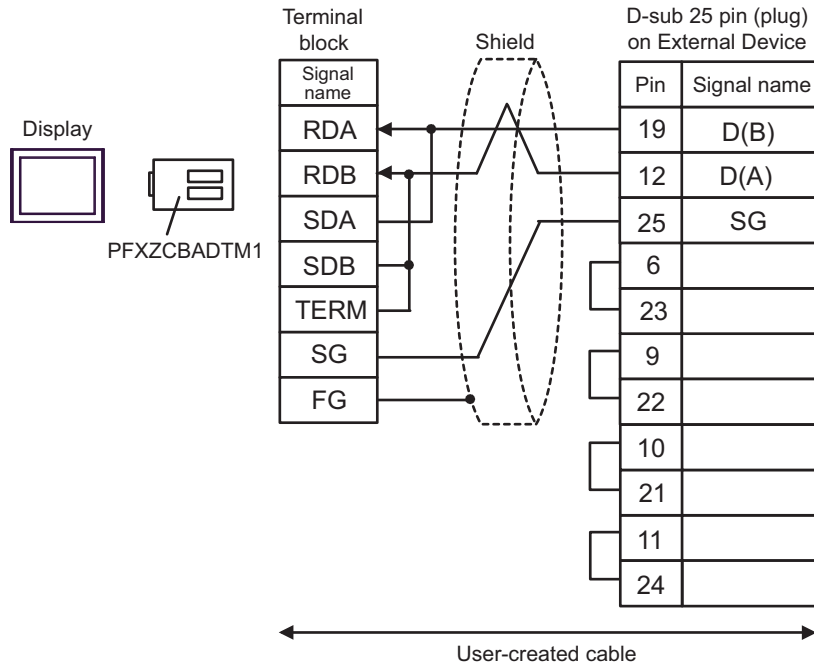 Display
PFXZCBADTM1
Terminal
block
Signal
name
RDA
RDB
SDA
SDB
TERM
SG
FG
Shield
D-sub 25 pin (plug)
on External Device
Pin Signal name
19 D(B)
12 D(A)
25 SG
6
23
9
22
10
21
11
24
User-created cable